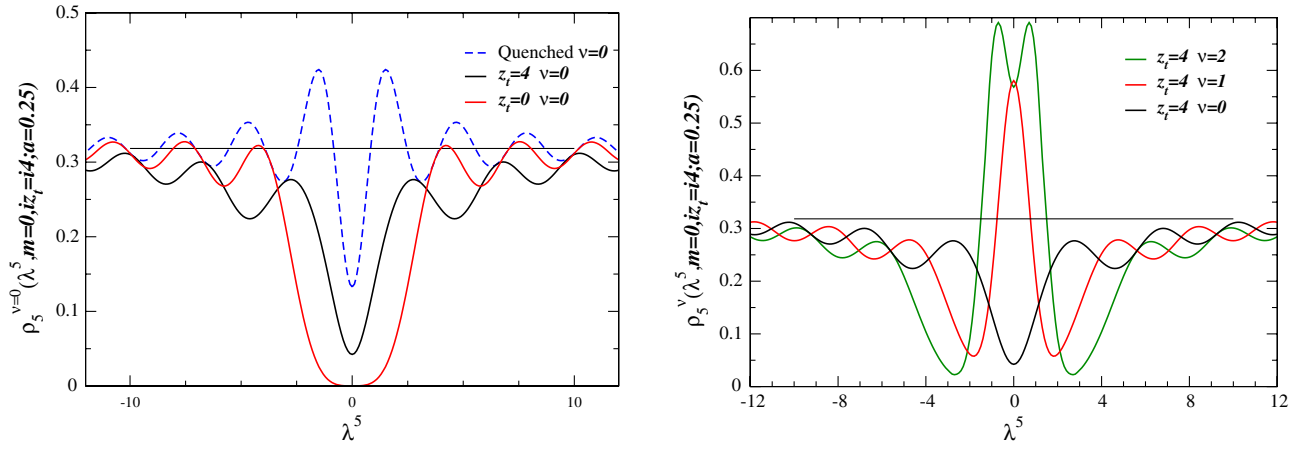 0.5
0.4
0.3
0.2
0.1
0
-10
0
10
λ^5
ρ_5^{ν=0}(λ^5,m=0,iz_t=i4;a=0.25)
Quenched ν=0
z_t=4 ν=0
z_t=0 ν=0
0.6
0.5
0.4
0.3
0.2
0.1
0
-12
-8
-4
0
4
8
12
λ^5
ρ_5^ν(λ^5,m=0,iz_t=i4;a=0.25)
z_t=4 ν=2
z_t=4 ν=1
z_t=4 ν=0